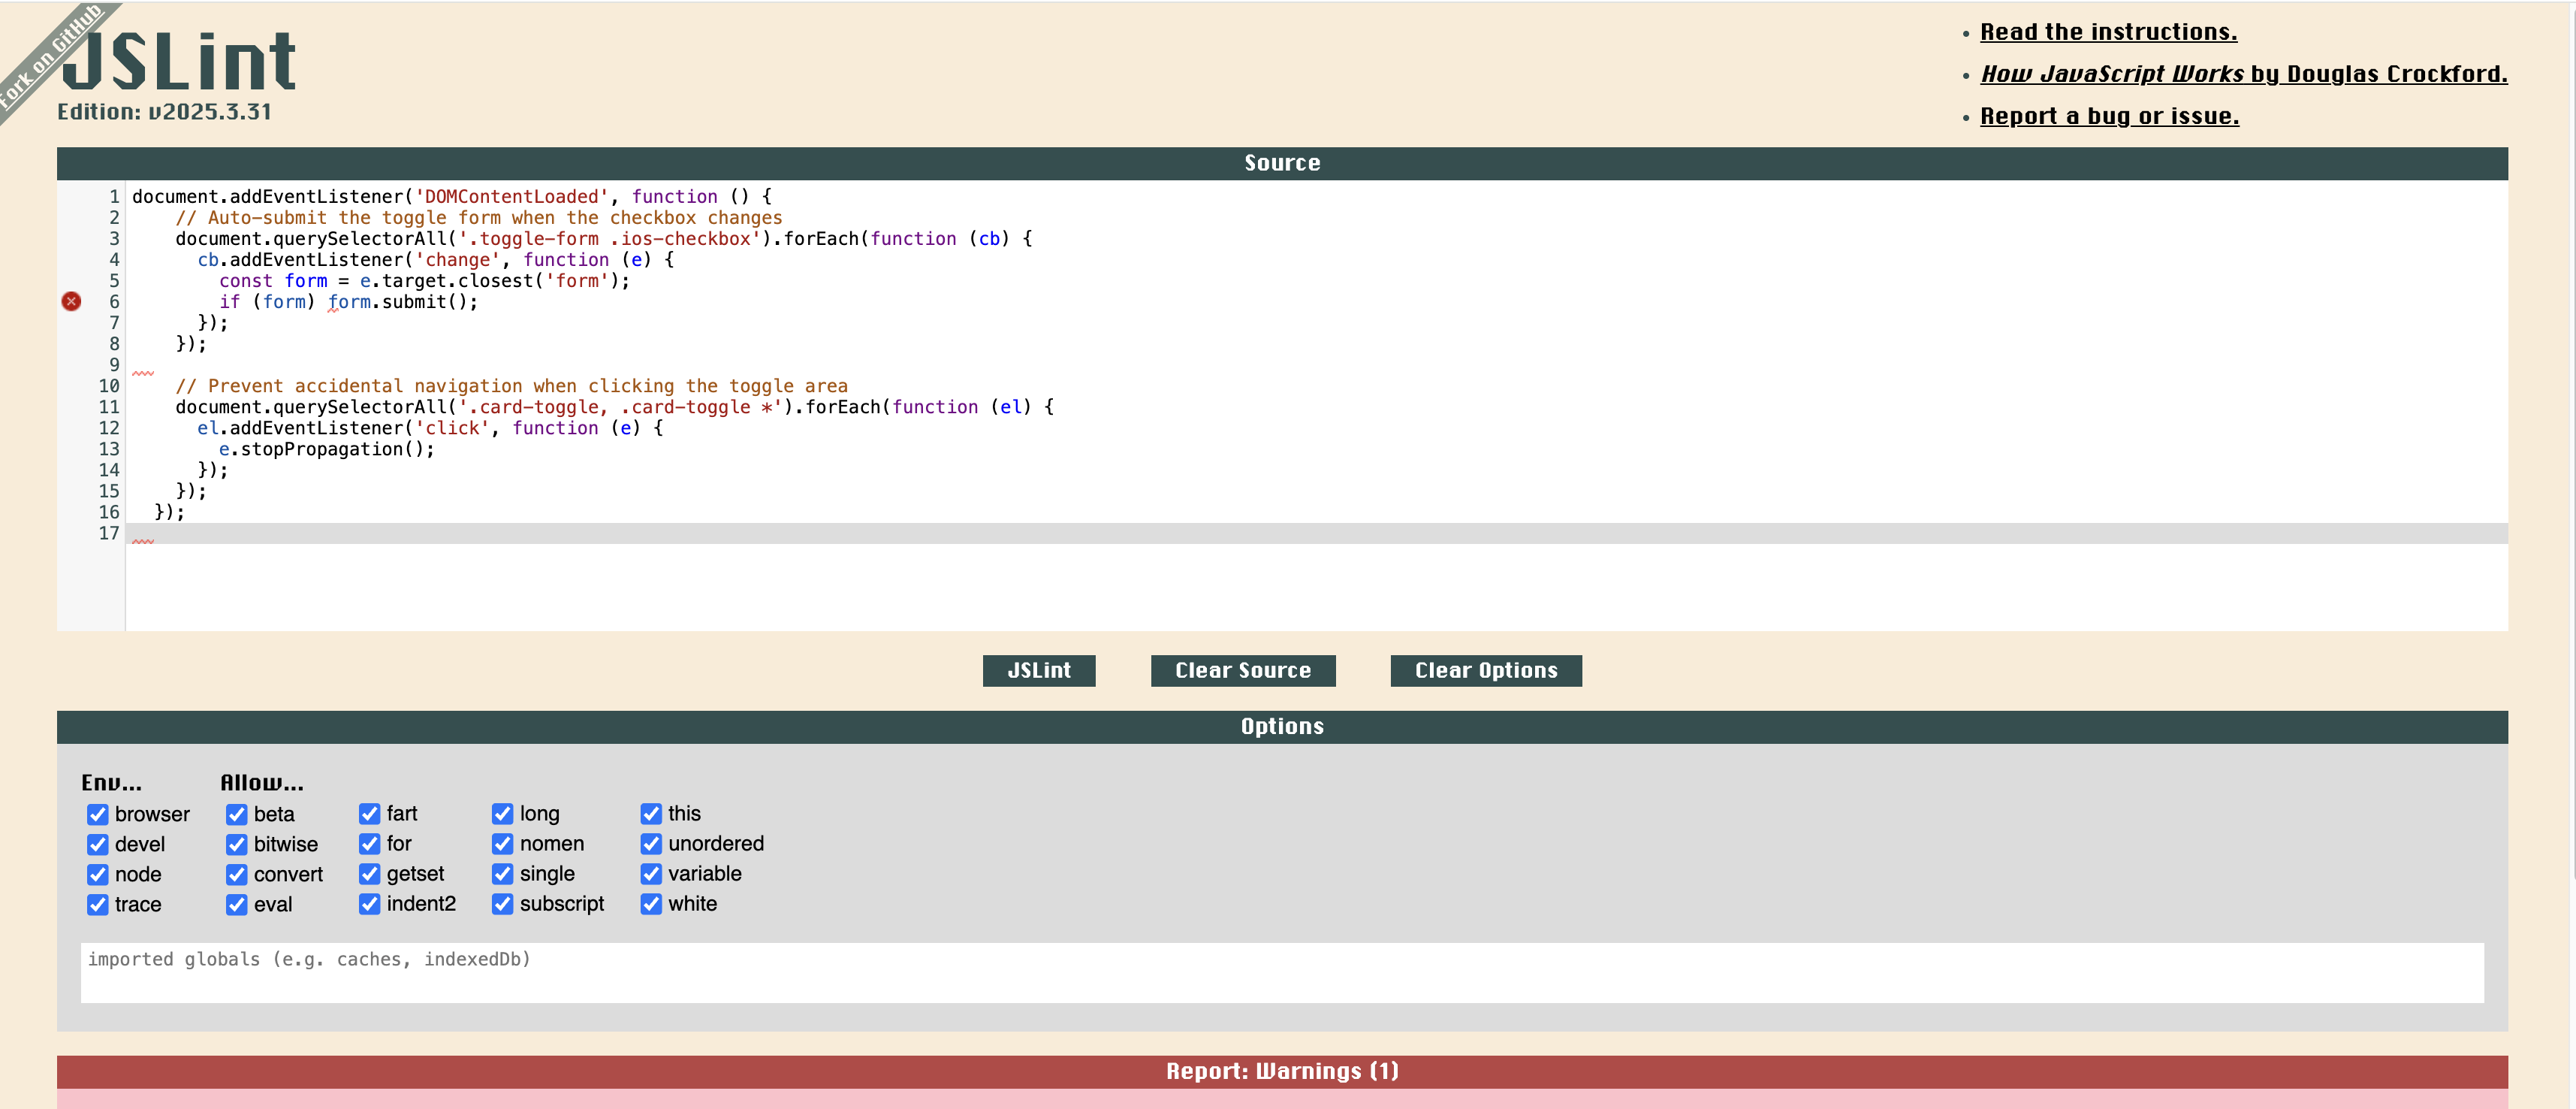 Fork on GitHub
JSLint
Edition: v2025.3.31
• Read the instructions.
• How JavaScript Works by Douglas Crockford.
• Report a bug or issue.
Source
1 document.addEventListener('DOMContentLoaded', function () {
2     // Auto-submit the toggle form when the checkbox changes
3     document.querySelectorAll('.toggle-form .ios-checkbox').forEach(function (cb) {
4       cb.addEventListener('change', function (e) {
5         const form = e.target.closest('form');
6         if (form) form.submit();
7       });
8     });
9
10     // Prevent accidental navigation when clicking the toggle area
11     document.querySelectorAll('.card-toggle, .card-toggle *').forEach(function (el) {
12       el.addEventListener('click', function (e) {
13         e.stopPropagation();
14       });
15     });
16   });
17
JSLint Clear Source Clear Options
Options
Env... Allow...
browser beta fart long this
devel bitwise for nomen unordered
node convert getset single variable
trace eval indent2 subscript white
imported globals (e.g. caches, indexedDb)
Report: Warnings (1)